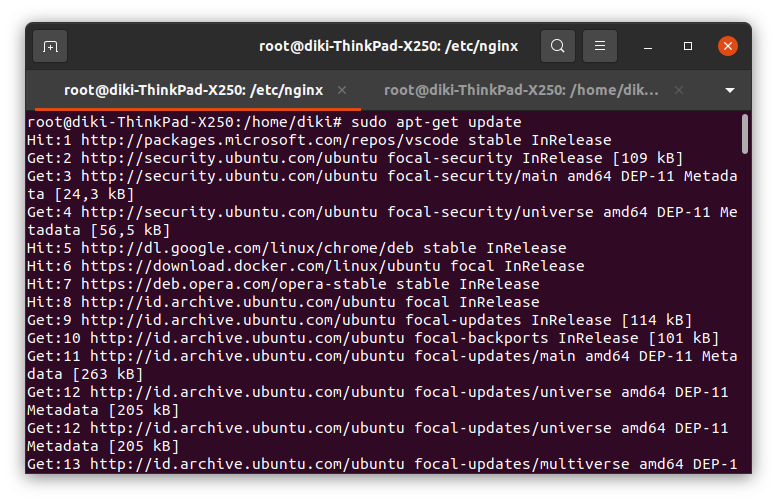 root@diki-ThinkPad-X250: /etc/nginx
root@diki-ThinkPad-X250: /etc/nginx
root@diki-ThinkPad-X250: /home/dik...
root@diki-ThinkPad-X250:/home/diki# sudo apt-get update
Hit:1 http://packages.microsoft.com/repos/vscode stable InRelease
Get:2 http://security.ubuntu.com/ubuntu focal-security InRelease [109 kB]
Get:3 http://security.ubuntu.com/ubuntu focal-security/main amd64 DEP-11 Metada
ta [24,3 kB]
Get:4 http://security.ubuntu.com/ubuntu focal-security/universe amd64 DEP-11 Me
tadata [56,5 kB]
Hit:5 http://dl.google.com/linux/chrome/deb stable InRelease
Hit:6 https://download.docker.com/linux/ubuntu focal InRelease
Hit:7 https://deb.opera.com/opera-stable stable InRelease
Hit:8 http://id.archive.ubuntu.com/ubuntu focal InRelease
Get:9 http://id.archive.ubuntu.com/ubuntu focal-updates InRelease [114 kB]
Get:10 http://id.archive.ubuntu.com/ubuntu focal-backports InRelease [101 kB]
Get:11 http://id.archive.ubuntu.com/ubuntu focal-updates/main amd64 DEP-11 Meta
data [263 kB]
Get:12 http://id.archive.ubuntu.com/ubuntu focal-updates/universe amd64 DEP-11
Metadata [205 kB]
Get:12 http://id.archive.ubuntu.com/ubuntu focal-updates/universe amd64 DEP-11
Metadata [205 kB]
Get:13 http://id.archive.ubuntu.com/ubuntu focal-updates/multiverse amd64 DEP-1